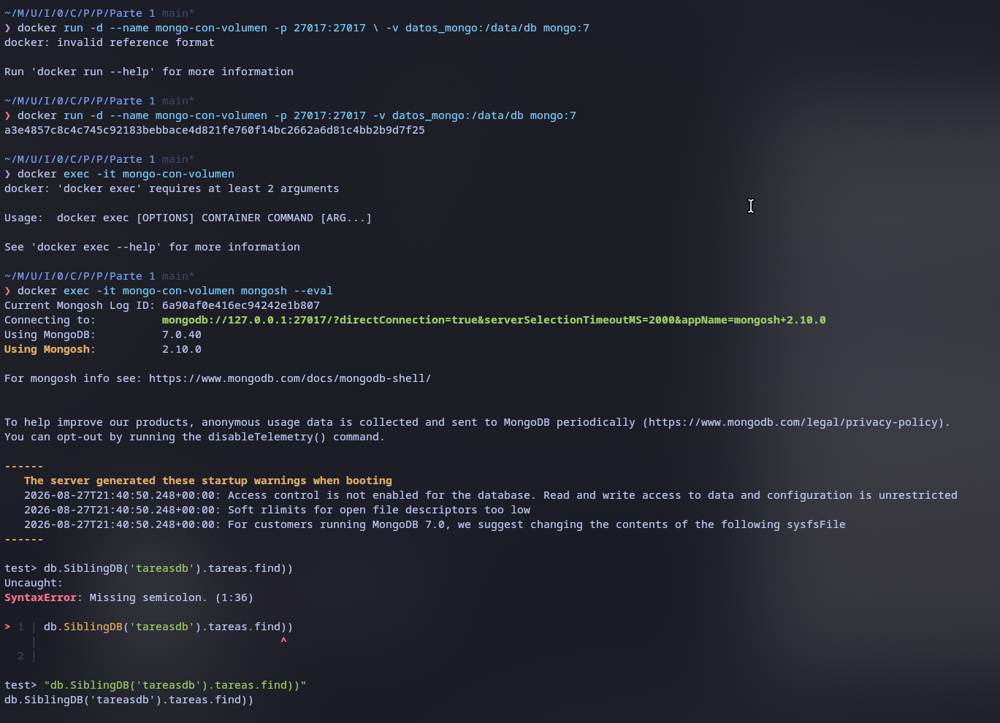 ~/M/U/I/0/C/P/P/Parte 1 main*
❯ docker run -d --name mongo-con-volumen -p 27017:27017 \ -v datos_mongo:/data/db mongo:7
docker: invalid reference format
Run 'docker run --help' for more information
~/M/U/I/0/C/P/P/Parte 1 main*
❯ docker run -d --name mongo-con-volumen -p 27017:27017 -v datos_mongo:/data/db mongo:7
a3e4857c8c4c745c92183bebbace4d821fe760f14bc2662a6d81c4bb2b9d7f25
~/M/U/I/0/C/P/P/Parte 1 main*
❯ docker exec -it mongo-con-volumen
docker: 'docker exec' requires at least 2 arguments
Usage:  docker exec [OPTIONS] CONTAINER COMMAND [ARG...]
See 'docker exec --help' for more information
~/M/U/I/0/C/P/P/Parte 1 main*
❯ docker exec -it mongo-con-volumen mongosh --eval
Current Mongosh Log ID: 6a90af0e416ec94242e1b807
Connecting to:          mongodb://127.0.0.1:27017/?directConnection=true&serverSelectionTimeoutMS=2000&appName=mongosh+2.10.0
Using MongoDB:          7.0.40
Using Mongosh:          2.10.0
For mongosh info see: https://www.mongodb.com/docs/mongodb-shell/
To help improve our products, anonymous usage data is collected and sent to MongoDB periodically (https://www.mongodb.com/legal/privacy-policy).
You can opt-out by running the disableTelemetry() command.
------
   The server generated these startup warnings when booting
   2026-08-27T21:40:50.248+00:00: Access control is not enabled for the database. Read and write access to data and configuration is unrestricted
   2026-08-27T21:40:50.248+00:00: Soft rlimits for open file descriptors too low
   2026-08-27T21:40:50.248+00:00: For customers running MongoDB 7.0, we suggest changing the contents of the following sysfsFile
------
test> db.SiblingDB('tareasdb').tareas.find))
Uncaught:
SyntaxError: Missing semicolon. (1:36)
> 1 | db.SiblingDB('tareasdb').tareas.find))
    |                                     ^
  2 |
test> "db.SiblingDB('tareasdb').tareas.find))"
db.SiblingDB('tareasdb').tareas.find))